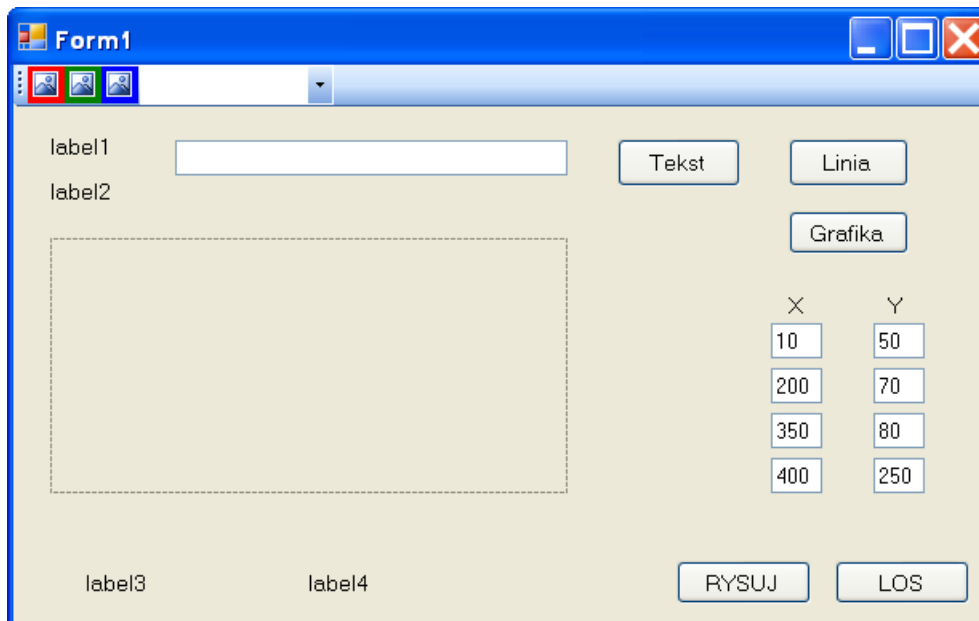 Form1
label1
Tekst
Linia
label2
Grafika
X Y
10 50
200 70
350 80
400 250
label3 label4
RYSUJ LOS